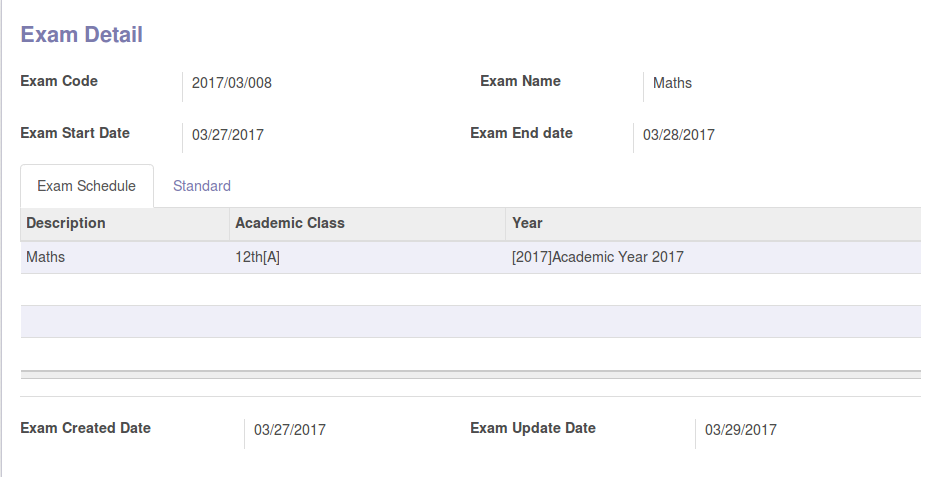 Exam Detail
Exam Code 2017/03/008 Exam Name Maths
Exam Start Date 03/27/2017 Exam End date 03/28/2017
Exam Schedule Standard
Description Academic Class Year
Maths 12th[A] [2017]Academic Year 2017
Exam Created Date 03/27/2017 Exam Update Date 03/29/2017